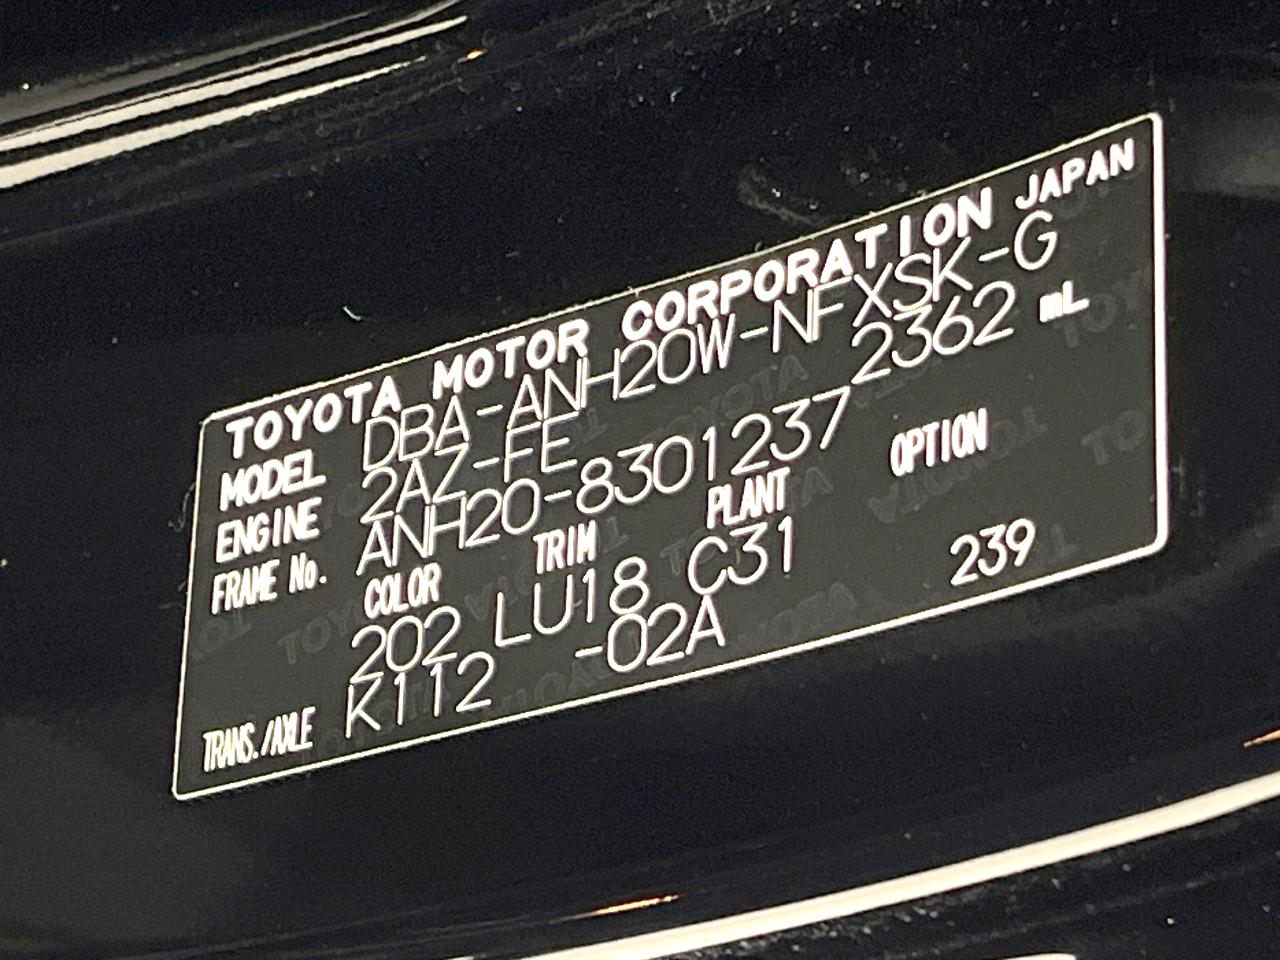 TOYOTA MOTOR CORPORATION JAPAN
MODEL DBA-ANH20W-NFXSK-G
ENGINE 2AZ-FE 2362 mL
FRAME No. ANH20-8301237
COLOR TRIM PLANT OPTION
202 LU18 C31 239
TRANS./AXLE K112 -02A